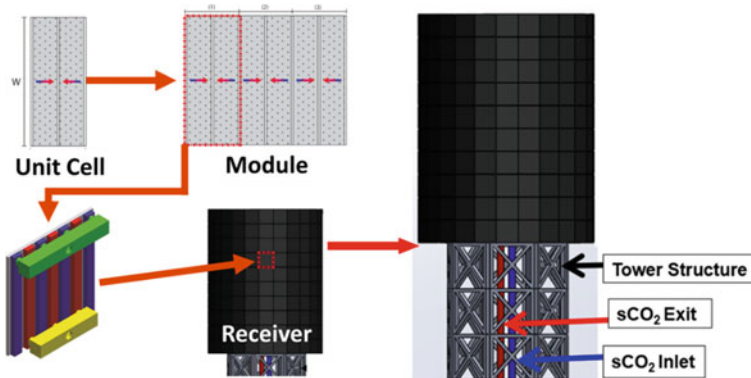 (1) (2) (3)
W
Unit Cell
Module
Receiver
Tower Structure
sCO₂ Exit
sCO₂ Inlet